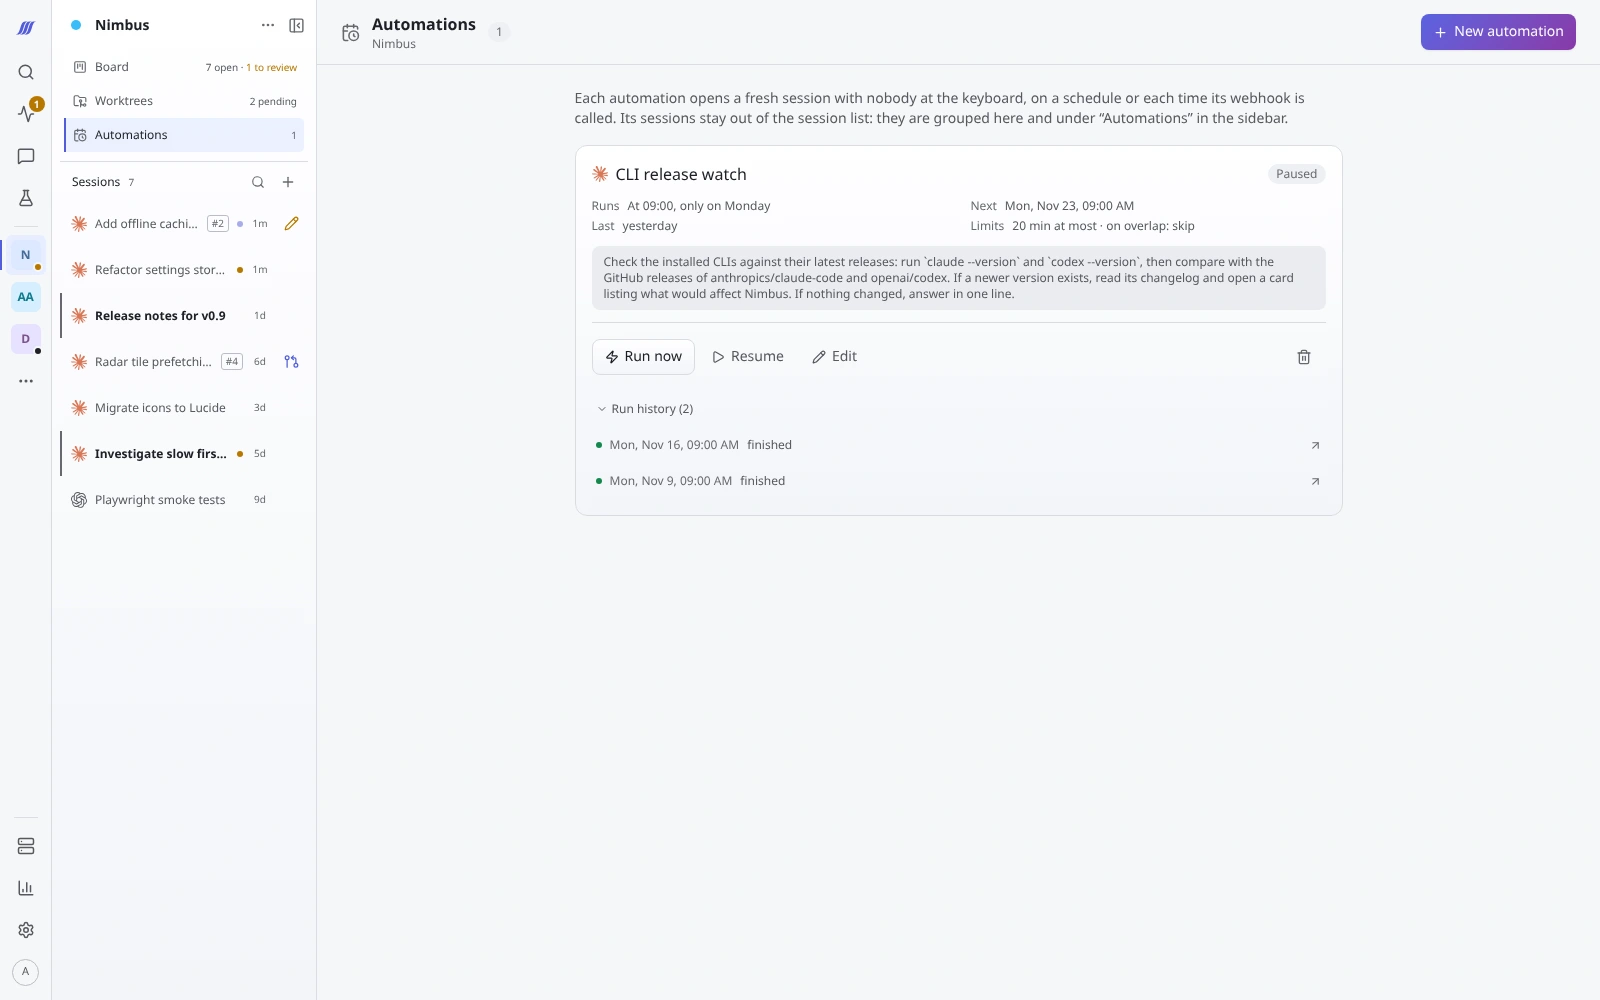 Nimbus
Board 7 open · 1 to review
Worktrees 2 pending
Automations 1
Sessions 7
Add offline cachi... #2 1m
Refactor settings stor... 1m
Release notes for v0.9 1d
Radar tile prefetchi... #4 6d
Migrate icons to Lucide 3d
Investigate slow firs... 5d
Playwright smoke tests 9d
1
N
AA
D
A
Automations 1
Nimbus
New automation
Each automation opens a fresh session with nobody at the keyboard, on a schedule or each time its webhook is
called. Its sessions stay out of the session list: they are grouped here and under “Automations” in the sidebar.
CLI release watch Paused
Runs At 09:00, only on Monday Next Mon, Nov 23, 09:00 AM
Last yesterday Limits 20 min at most · on overlap: skip
Check the installed CLIs against their latest releases: run `claude --version` and `codex --version`, then compare with the
GitHub releases of anthropics/claude-code and openai/codex. If a newer version exists, read its changelog and open a card
listing what would affect Nimbus. If nothing changed, answer in one line.
Run now Resume Edit
Run history (2)
Mon, Nov 16, 09:00 AM finished
Mon, Nov 9, 09:00 AM finished